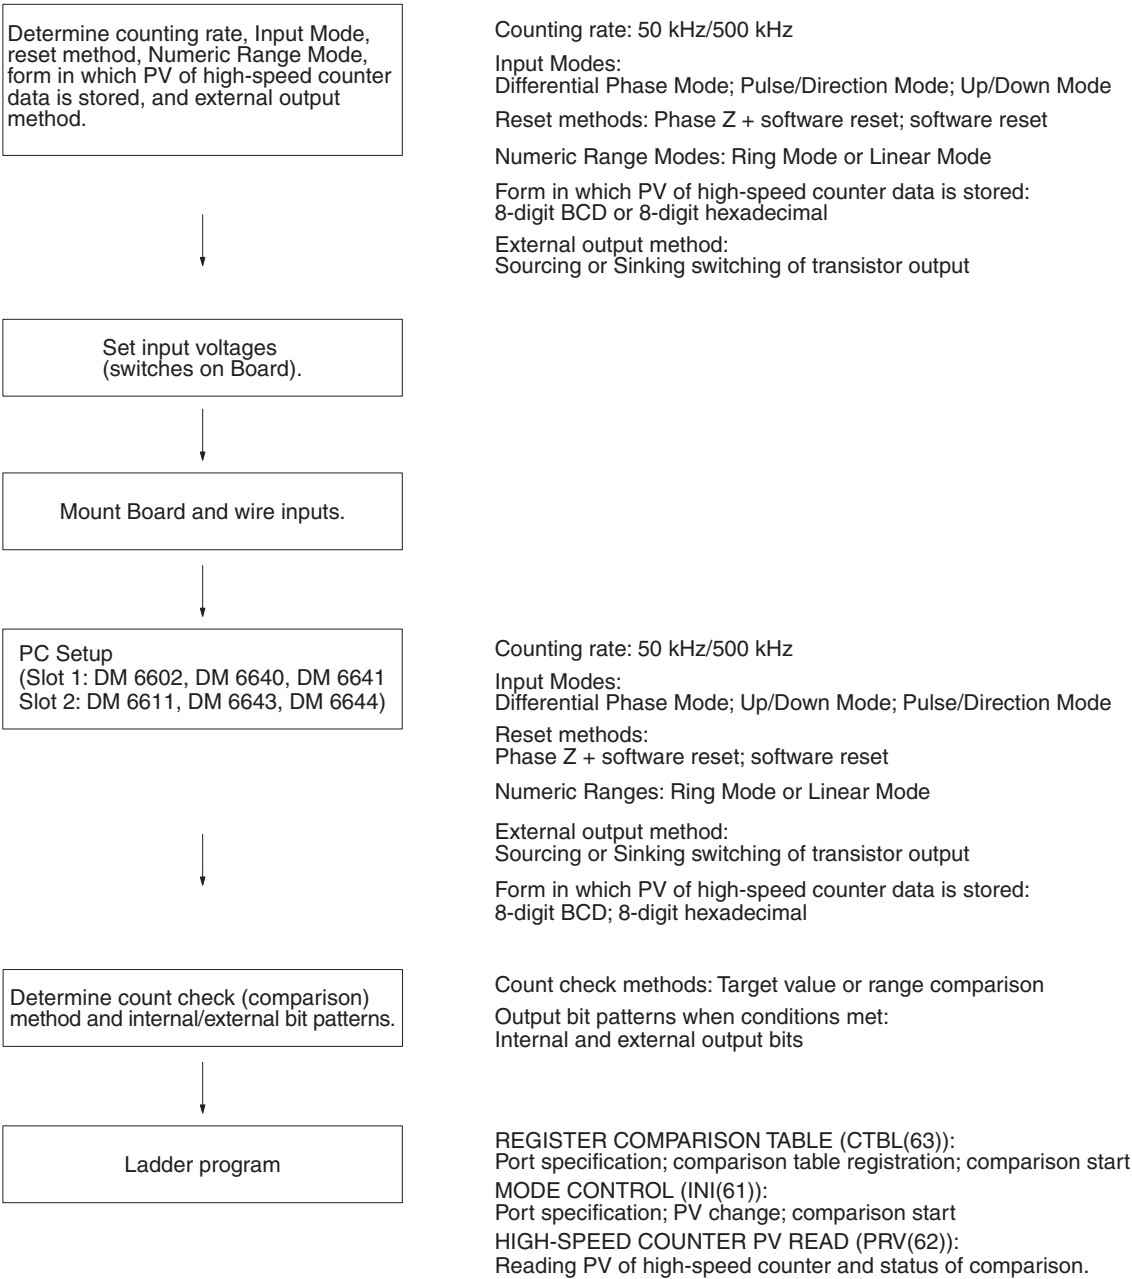 Determine counting rate, Input Mode,
reset method, Numeric Range Mode,
form in which PV of high-speed counter
data is stored, and external output
method.
Counting rate: 50 kHz/500 kHz
Input Modes:
Differential Phase Mode; Pulse/Direction Mode; Up/Down Mode
Reset methods: Phase Z + software reset; software reset
Numeric Range Modes: Ring Mode or Linear Mode
Form in which PV of high-speed counter data is stored:
8-digit BCD or 8-digit hexadecimal
External output method:
Sourcing or Sinking switching of transistor output
Set input voltages
(switches on Board).
Mount Board and wire inputs.
PC Setup
(Slot 1: DM 6602, DM 6640, DM 6641
Slot 2: DM 6611, DM 6643, DM 6644)
Counting rate: 50 kHz/500 kHz
Input Modes:
Differential Phase Mode; Up/Down Mode; Pulse/Direction Mode
Reset methods:
Phase Z + software reset; software reset
Numeric Ranges: Ring Mode or Linear Mode
External output method:
Sourcing or Sinking switching of transistor output
Form in which PV of high-speed counter data is stored:
8-digit BCD; 8-digit hexadecimal
Determine count check (comparison)
method and internal/external bit patterns.
Count check methods: Target value or range comparison
Output bit patterns when conditions met:
Internal and external output bits
Ladder program
REGISTER COMPARISON TABLE (CTBL(63)):
Port specification; comparison table registration; comparison start
MODE CONTROL (INI(61)):
Port specification; PV change; comparison start
HIGH-SPEED COUNTER PV READ (PRV(62)):
Reading PV of high-speed counter and status of comparison.